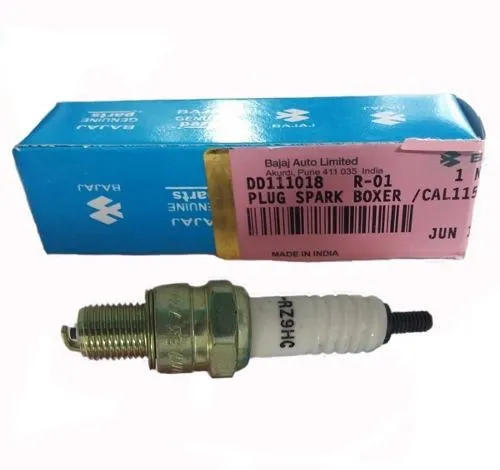 BAJAJ
GENUINE
parts
BAJAJ
BAJAJ
BAJAJ
GENUINE
parts
Bajaj Auto Limited
Akurdi, Pune 411 035 India
DD111018 R-01 1 N
PLUG SPARK BOXER /CAL115
JUN
MADE IN INDIA
RZ9HC